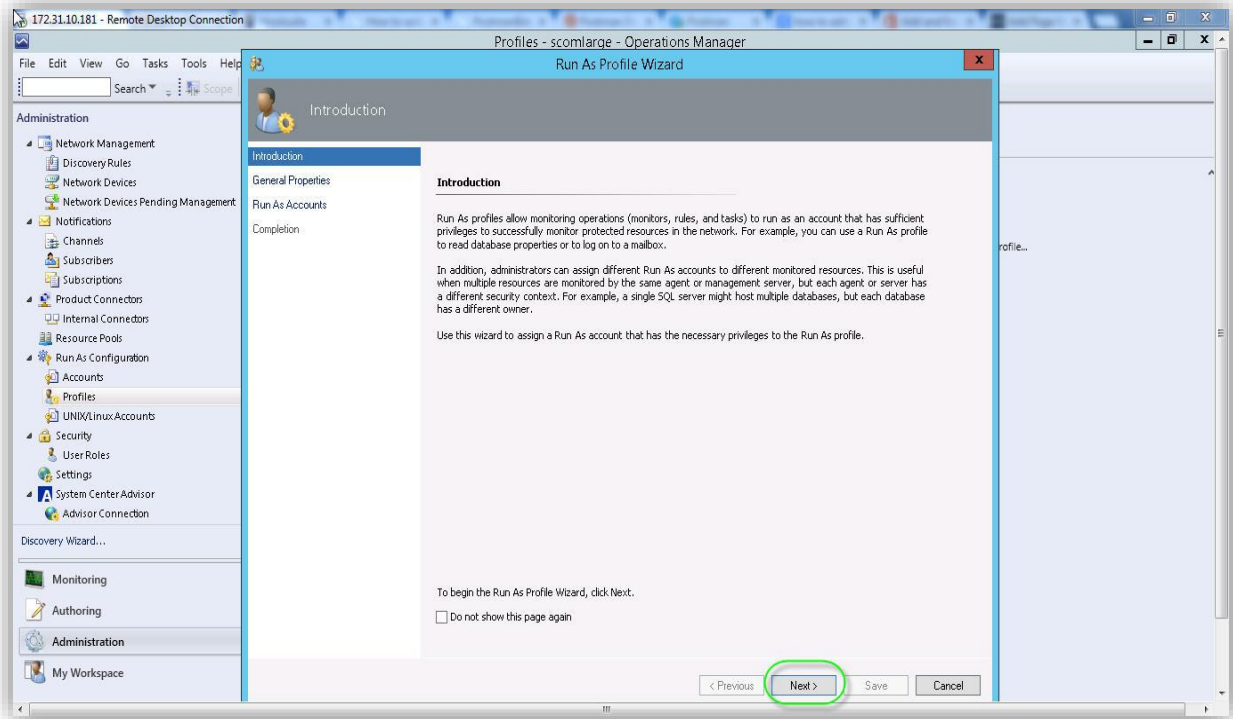 172.31.10.181 - Remote Desktop Connection
Profiles - scomlarge - Operations Manager
File Edit View Go Tasks Tools Help
Search
Scope
Run As Profile Wizard
Introduction
Administration
Network Management
Discovery Rules
Network Devices
Network Devices Pending Management
Notifications
Channels
Subscribers
Subscriptions
Product Connectors
Internal Connectors
Resource Pools
Run As Configuration
Accounts
Profiles
UNIX/Linux Accounts
Security
User Roles
Settings
System Center Advisor
Advisor Connection
Discovery Wizard...
Monitoring
Authoring
Administration
My Workspace
Introduction
General Properties
Run As Accounts
Completion
Introduction
Run As profiles allow monitoring operations (monitors, rules, and tasks) to run as an account that has sufficient
privileges to successfully monitor protected resources in the network. For example, you can use a Run As profile
to read database properties or to log on to a mailbox.
In addition, administrators can assign different Run As accounts to different monitored resources. This is useful
when multiple resources are monitored by the same agent or management server, but each agent or server has
a different security context. For example, a single SQL server might host multiple databases, but each database
has a different owner.
Use this wizard to assign a Run As account that has the necessary privileges to the Run As profile.
To begin the Run As Profile Wizard, click Next.
Do not show this page again
< Previous
Next >
Save
Cancel
rofile...